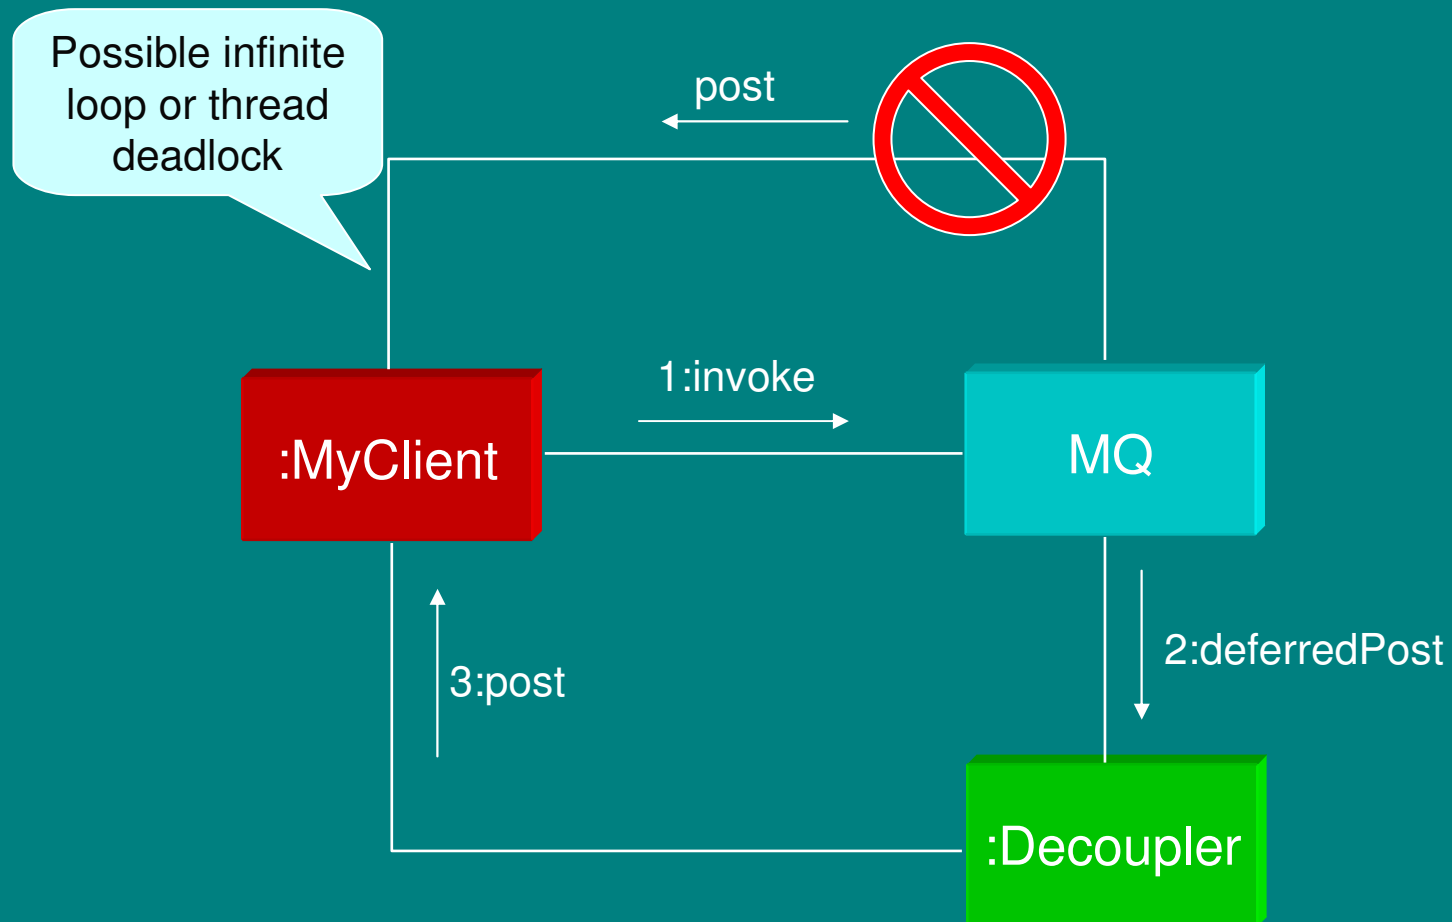 Possible infinite
loop or thread
deadlock
post
1:invoke
:MyClient
MQ
2:deferredPost
3:post
:Decoupler